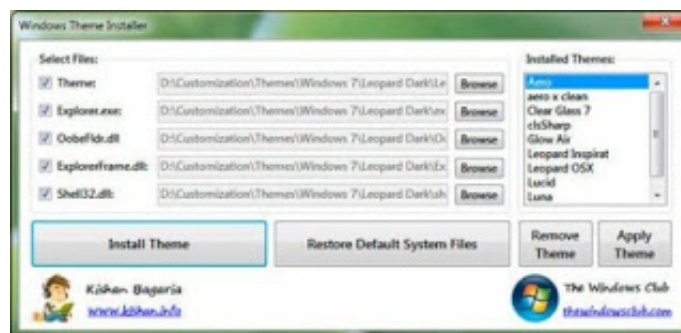 Windows Theme Installer
Select Files:
Theme: D:\Customization\Themes\Windows 7\Leopard Dark\Le Browse
Explorer.exe: D:\Customization\Themes\Windows 7\Leopard Dark\ex Browse
OobeFldr.dll D:\Customization\Themes\Windows 7\Leopard Dark\Oo Browse
Explorerframe.dll: D:\Customization\Themes\Windows 7\Leopard Dark\Ex Browse
Shell32.dll: D:\Customization\Themes\Windows 7\Leopard Dark\sh Browse
Installed Themes:
Aero
aero x clean
Clear Glass 7
clsSharp
Glow Air
Leopard Inspirat
Leopard OSX
Lucid
Luna
Install Theme
Restore Default System Files
Remove Theme
Apply Theme
Kishan Bagaria
www.kishan.info
The Windows Club
thewindowsclub.com